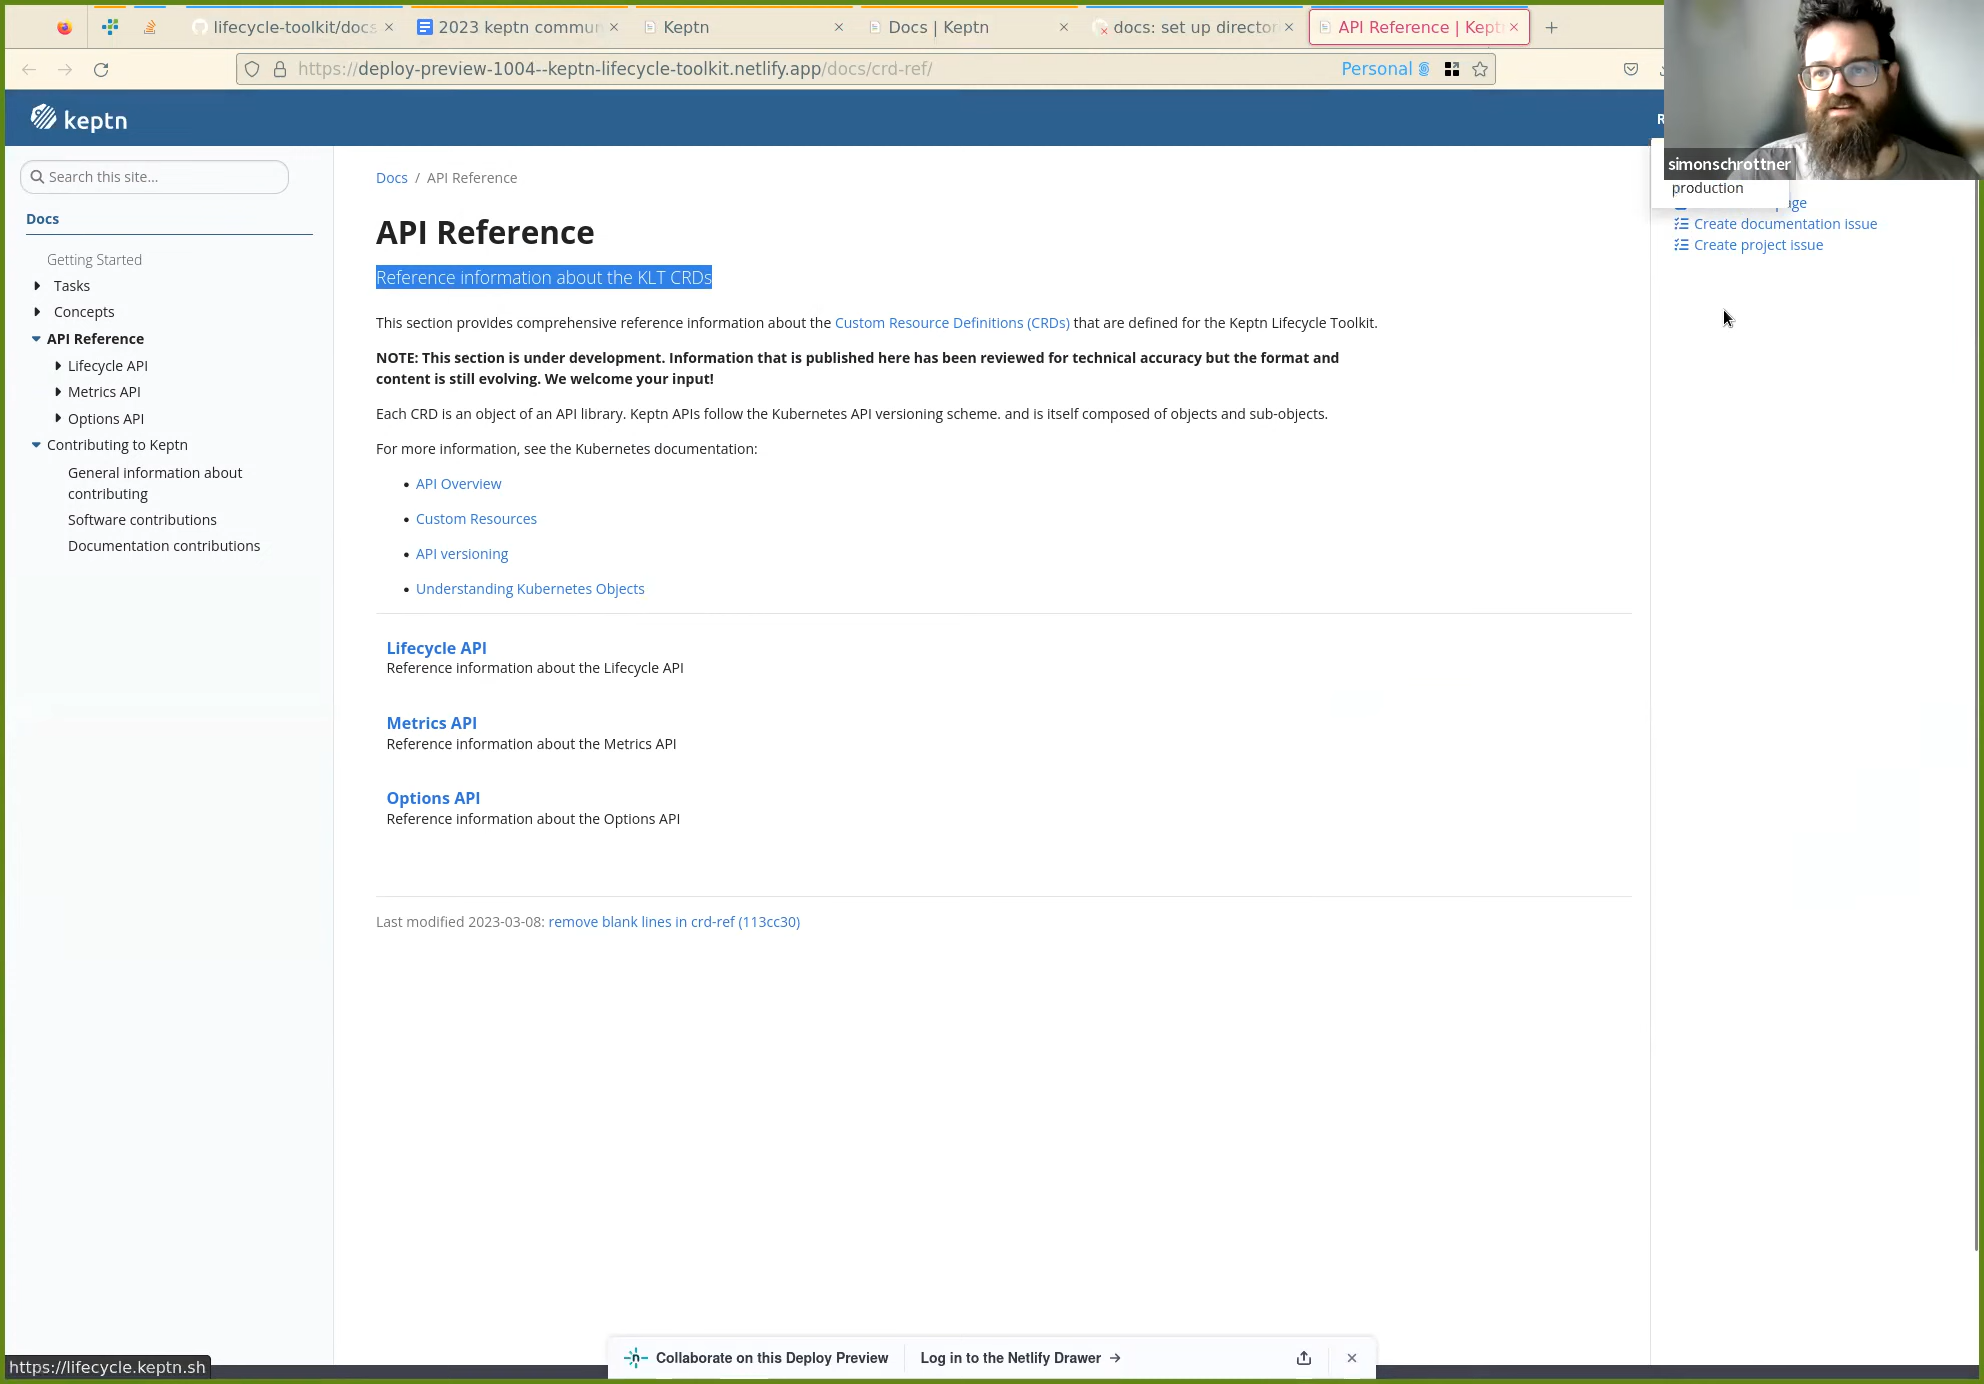 lifecycle-toolkit/docs
2023 keptn commun
Keptn
Docs | Keptn
docs: set up director
API Reference | Kept
https://deploy-preview-1004--keptn-lifecycle-toolkit.netlify.app/docs/crd-ref/
Personal
keptn
R
simonschrottner
production
Search this site…
Docs
Getting Started
Tasks
Concepts
API Reference
Lifecycle API
Metrics API
Options API
Contributing to Keptn
General information about
contributing
Software contributions
Documentation contributions
Docs / API Reference
API Reference
Reference information about the KLT CRDs
This section provides comprehensive reference information about the Custom Resource Definitions (CRDs) that are defined for the Keptn Lifecycle Toolkit.
NOTE: This section is under development. Information that is published here has been reviewed for technical accuracy but the format and
content is still evolving. We welcome your input!
Each CRD is an object of an API library. Keptn APIs follow the Kubernetes API versioning scheme. and is itself composed of objects and sub-objects.
For more information, see the Kubernetes documentation:
• API Overview
• Custom Resources
• API versioning
• Understanding Kubernetes Objects
Lifecycle API
Reference information about the Lifecycle API
Metrics API
Reference information about the Metrics API
Options API
Reference information about the Options API
Last modified 2023-03-08: remove blank lines in crd-ref (113cc30)
Create documentation issue
Create project issue
https://lifecycle.keptn.sh
Collaborate on this Deploy Preview
Log in to the Netlify Drawer →